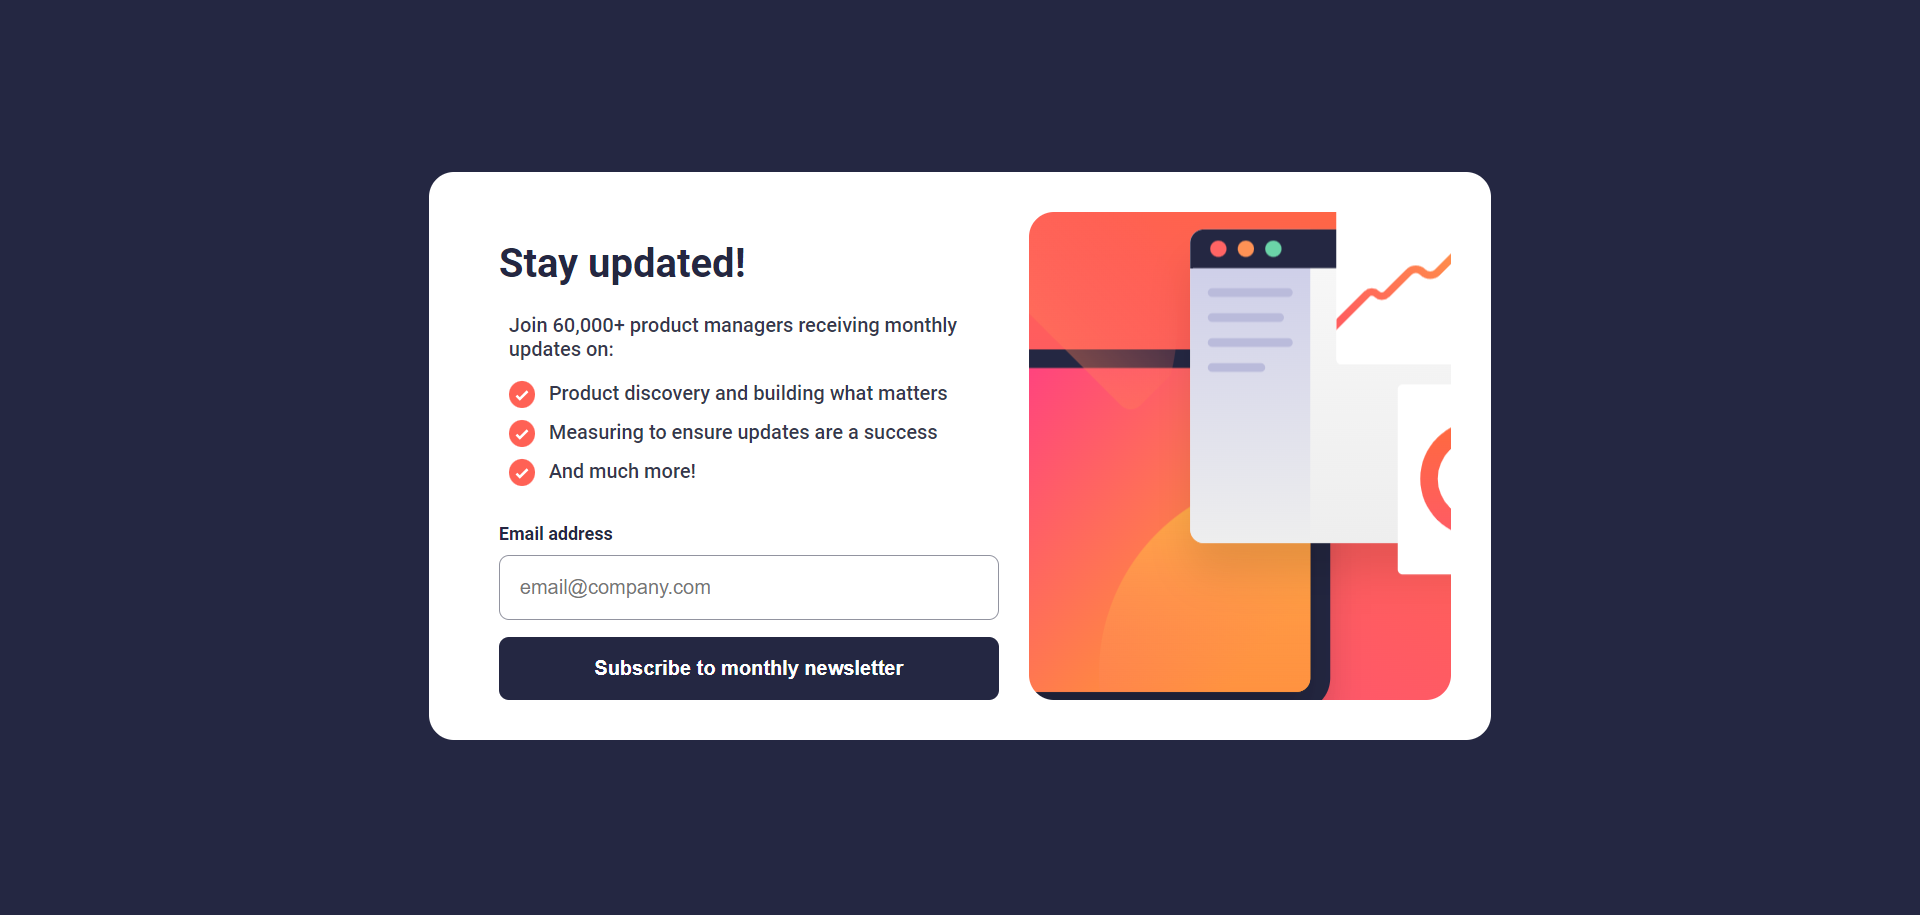 Stay updated!
Join 60,000+ product managers receiving monthly
updates on:
Product discovery and building what matters
Measuring to ensure updates are a success
And much more!
Email address
email@company.com
Subscribe to monthly newsletter